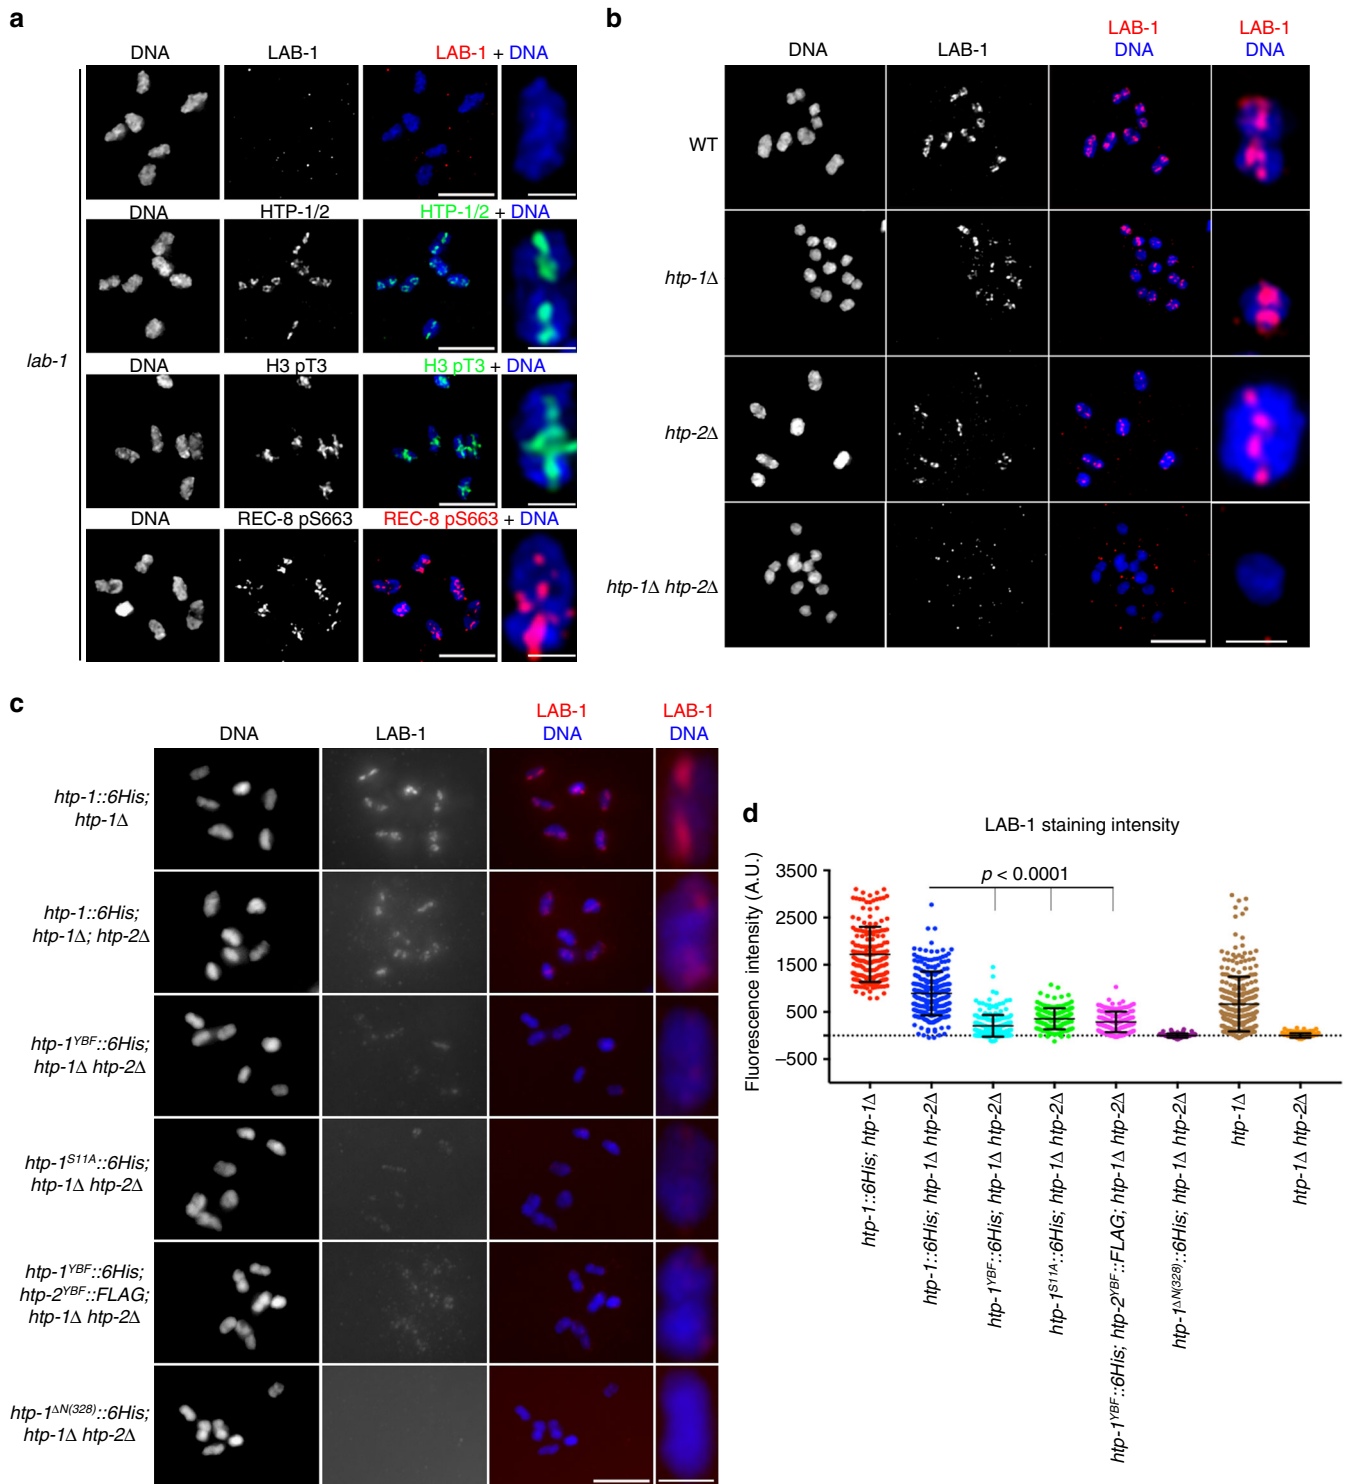 a
DNA LAB-1 LAB-1 + DNA
DNA HTP-1/2 HTP-1/2 + DNA
DNA H3 pT3 H3 pT3 + DNA
lab-1
DNA REC-8 pS663 REC-8 pS663 + DNA
b
DNA LAB-1 LAB-1 DNA LAB-1 DNA
WT
htp-1Δ
htp-2Δ
htp-1Δ htp-2Δ
c
DNA LAB-1 LAB-1 DNA LAB-1 DNA
htp-1::6His;
htp-1Δ
htp-1::6His;
htp-1Δ; htp-2Δ
htp-1YBF::6His;
htp-1Δ htp-2Δ
htp-1S11A::6His;
htp-1Δ htp-2Δ
htp-1YBF::6His;
htp-2YBF::FLAG;
htp-1Δ htp-2Δ
htp-1ΔN(328)::6His;
htp-1Δ htp-2Δ
d
LAB-1 staining intensity
Fluorescence intensity (A.U.)
3500
2500
1500
500
–500
p < 0.0001
htp-1::6His; htp-1Δ
htp-1::6His; htp-1Δ htp-2Δ
htp-1YBF::6His; htp-1Δ htp-2Δ
htp-1S11A::6His; htp-1Δ htp-2Δ
htp-1YBF::6His; htp-2YBF::FLAG; htp-1Δ htp-2Δ
htp-1ΔN(328)::6His; htp-1Δ htp-2Δ
htp-1Δ
htp-1Δ htp-2Δ